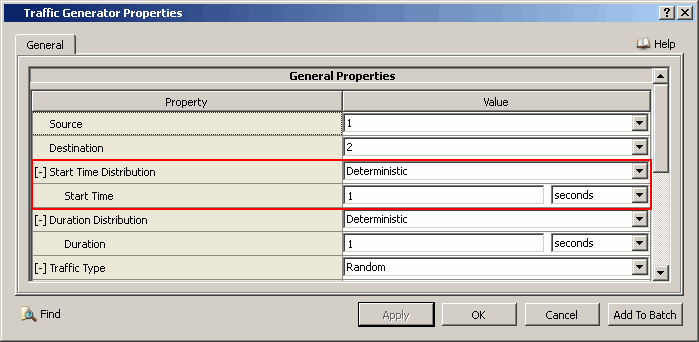 Traffic Generator Properties
General
Help
General Properties
Property Value
Source 1
Destination 2
[-] Start Time Distribution Deterministic
Start Time 1 seconds
[-] Duration Distribution Deterministic
Duration 1 seconds
[-] Traffic Type Random
Find Apply OK Cancel Add To Batch